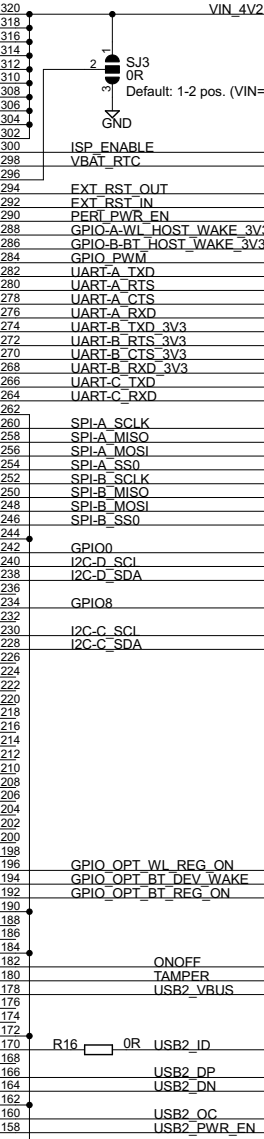 320 VIN_4V2
318
316
314
312 2 1 SJ3
310 0R
308 3 Default: 1-2 pos. (VIN=
306
304 GND
302
300 ISP_ENABLE
298 VBAT_RTC
296
294 EXT_RST_OUT
292 EXT_RST_IN
290 PERI_PWR_EN
288 GPIO-A-WL_HOST_WAKE_3V3
286 GPIO-B-BT_HOST_WAKE_3V3
284 GPIO_PWM
282 UART-A_TXD
280 UART-A_RTS
278 UART-A_CTS
276 UART-A_RXD
274 UART-B_TXD_3V3
272 UART-B_RTS_3V3
270 UART-B_CTS_3V3
268 UART-B_RXD_3V3
266 UART-C_TXD
264 UART-C_RXD
262
260 SPI-A_SCLK
258 SPI-A_MISO
256 SPI-A_MOSI
254 SPI-A_SS0
252 SPI-B_SCLK
250 SPI-B_MISO
248 SPI-B_MOSI
246 SPI-B_SS0
244
242 GPIO0
240 I2C-D_SCL
238 I2C-D_SDA
236
234 GPIO8
232
230 I2C-C_SCL
228 I2C-C_SDA
226
224
222
220
218
216
214
212
210
208
206
204
202
200
198
196 GPIO_OPT_WL_REG_ON
194 GPIO_OPT_BT_DEV_WAKE
192 GPIO_OPT_BT_REG_ON
190
188
186
184
182 ONOFF
180 TAMPER
178 USB2_VBUS
176
174
172
170 R16 0R USB2_ID
168
166 USB2_DP
164 USB2_DN
162
160 USB2_OC
158 USB2_PWR_EN